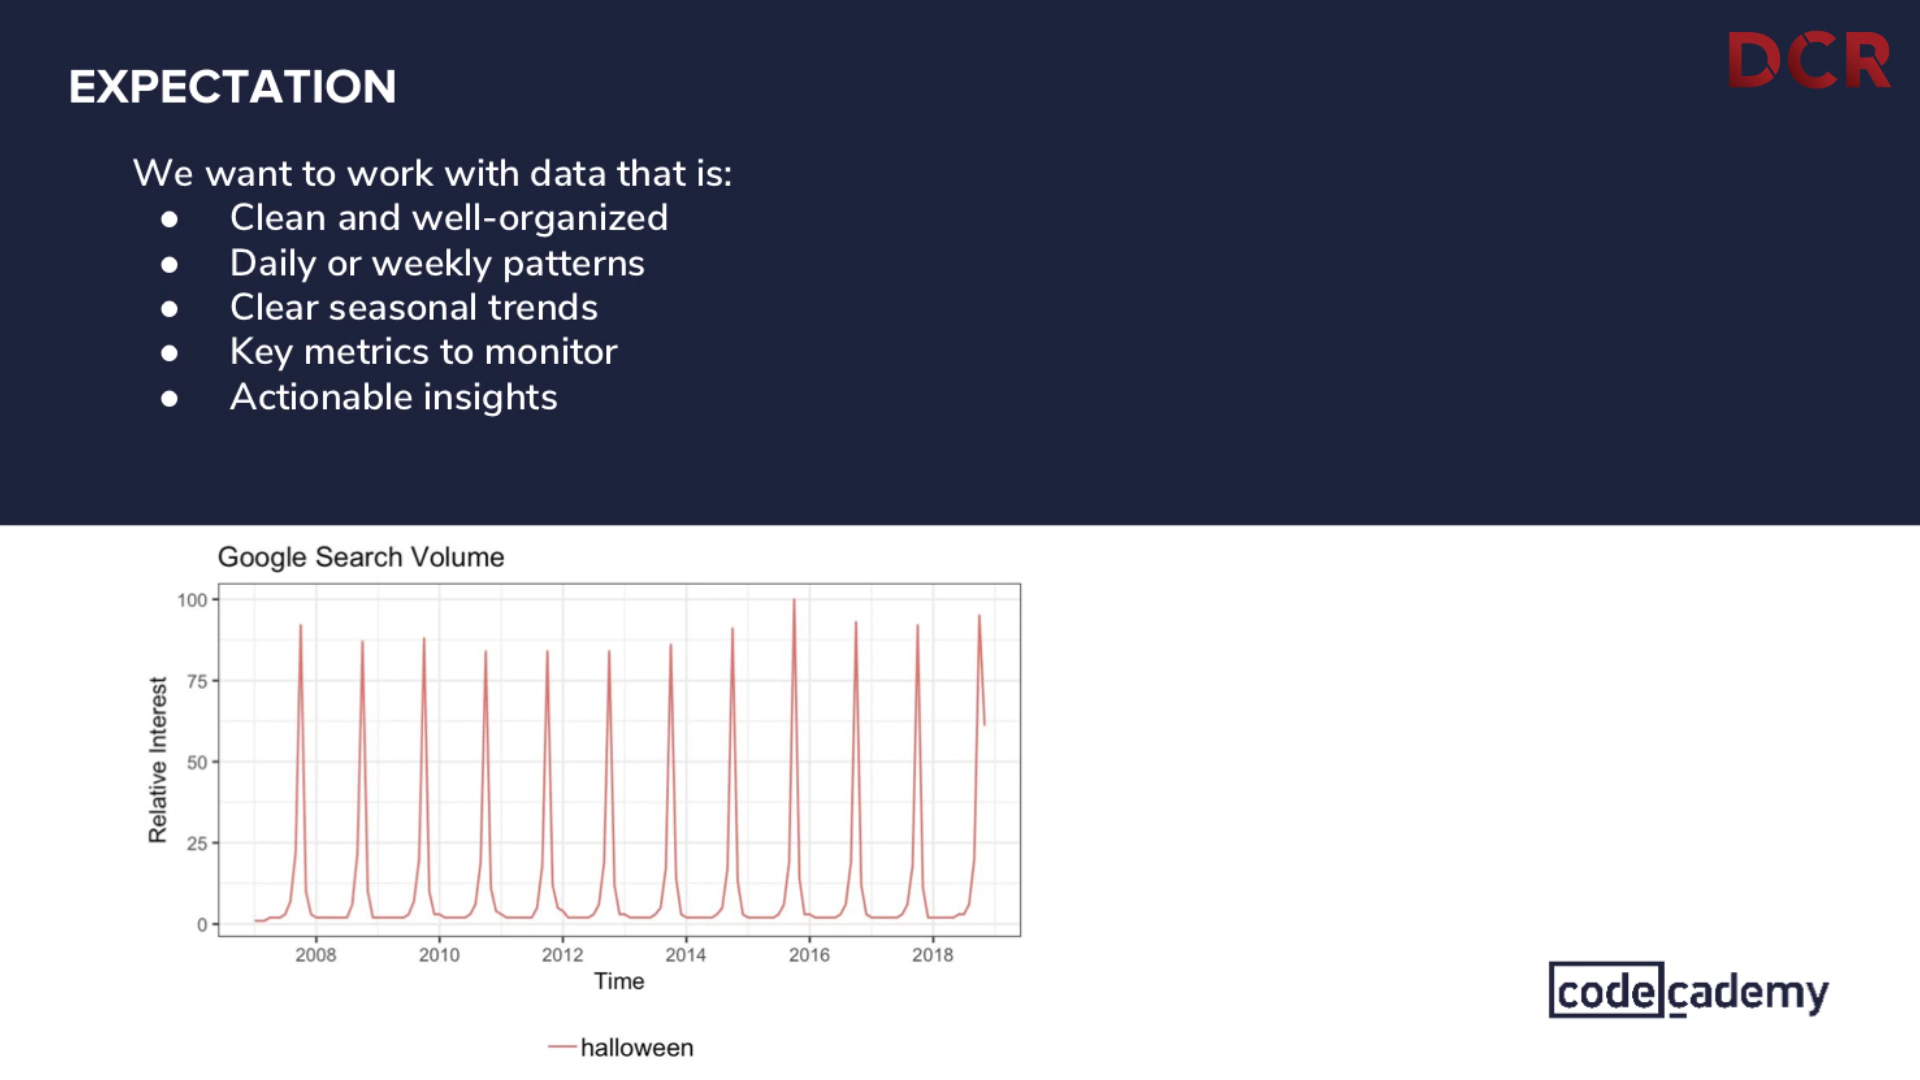 DCR
EXPECTATION
We want to work with data that is:
● Clean and well-organized
● Daily or weekly patterns
● Clear seasonal trends
● Key metrics to monitor
● Actionable insights
Google Search Volume
100
75
50
25
0
Relative Interest
2008 2010 2012 2014 2016 2018
Time
halloween
codecademy